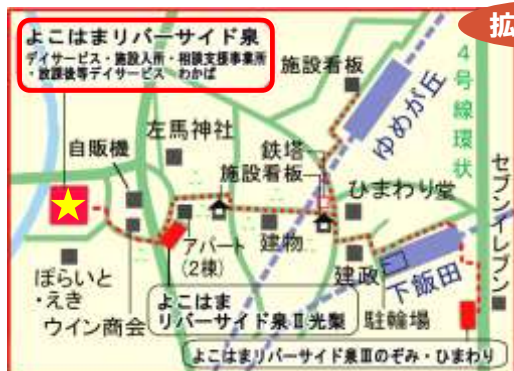 よこはまリバーサイド泉
デイサービス・施設入所・相談支援事業所
・放課後等デイサービス　わかば
拡
施設看板
4号線環状
ゆめが丘
左馬神社
鉄塔
自販機
施設看板
ひまわり堂
セブンイレブン
アパート
(2棟)
建物
建政
下飯田
ぽらいと
・えき
ウイン商会
駐輪場
よこはま
リバーサイド泉Ⅱ光梨
よこはまリバーサイド泉Ⅲのぞみ・ひまわり